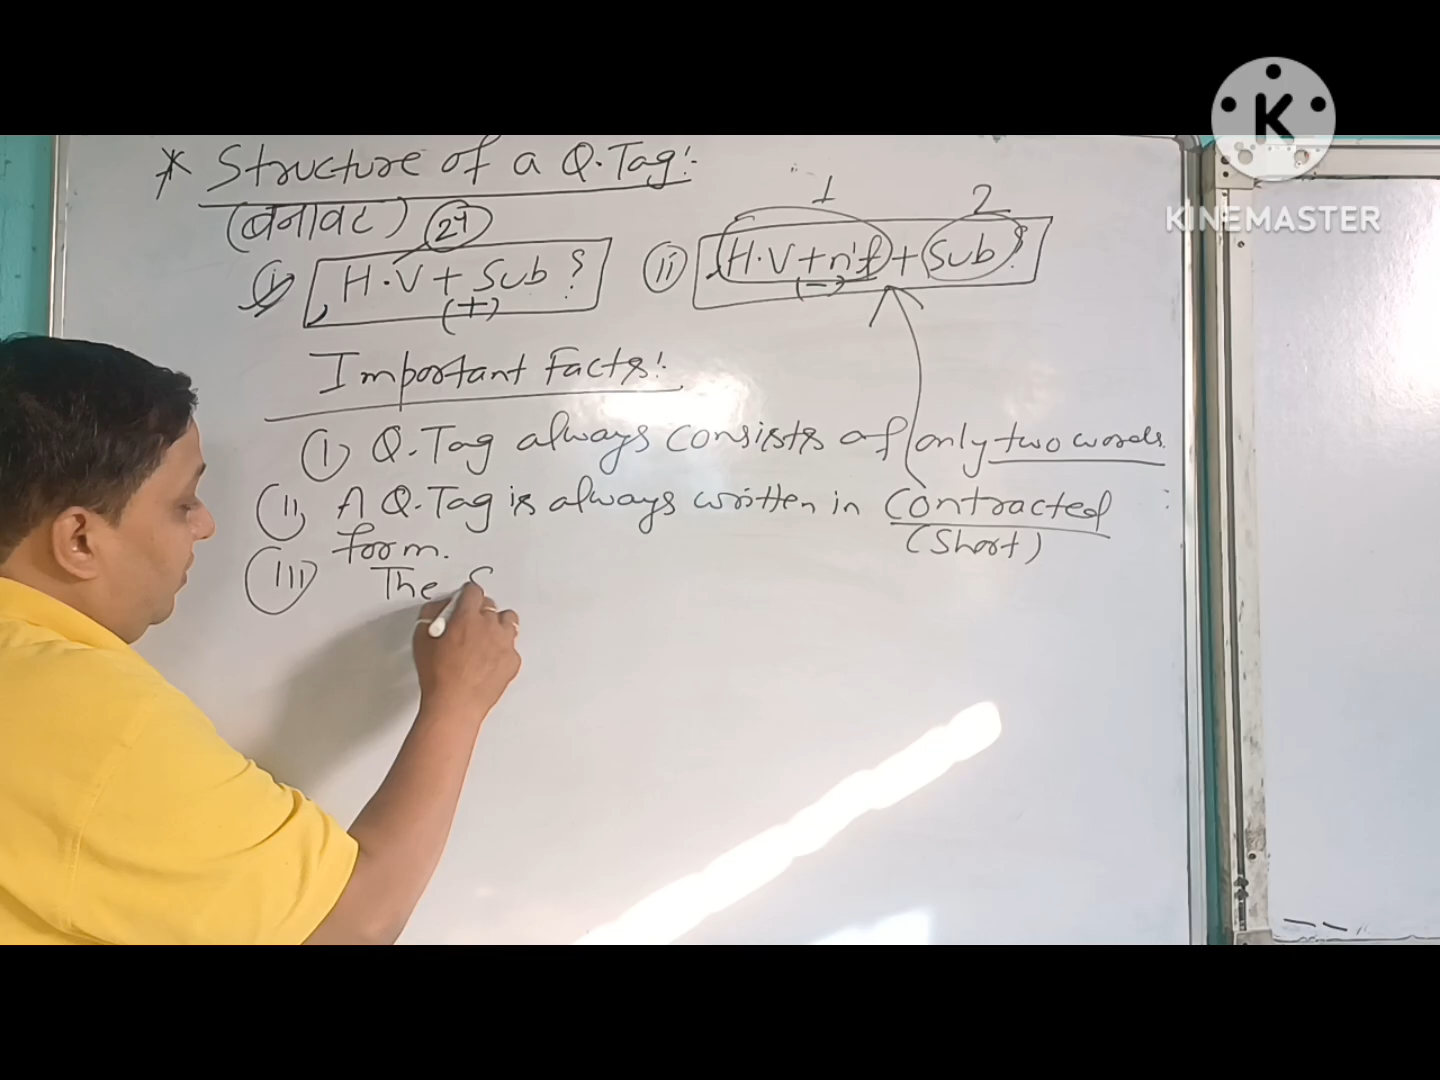 * Structure of a Q.Tag:
(बनावट) 2य
1 2
(i) , H.V + Sub ? (ii) , H.V + n't + Sub ?
(+) (-)
Important Facts:
(i) Q.Tag always consists of only two words.
(ii) A Q.Tag is always written in contracted
(Short)
form.
(iii) The S
K
KINEMASTER